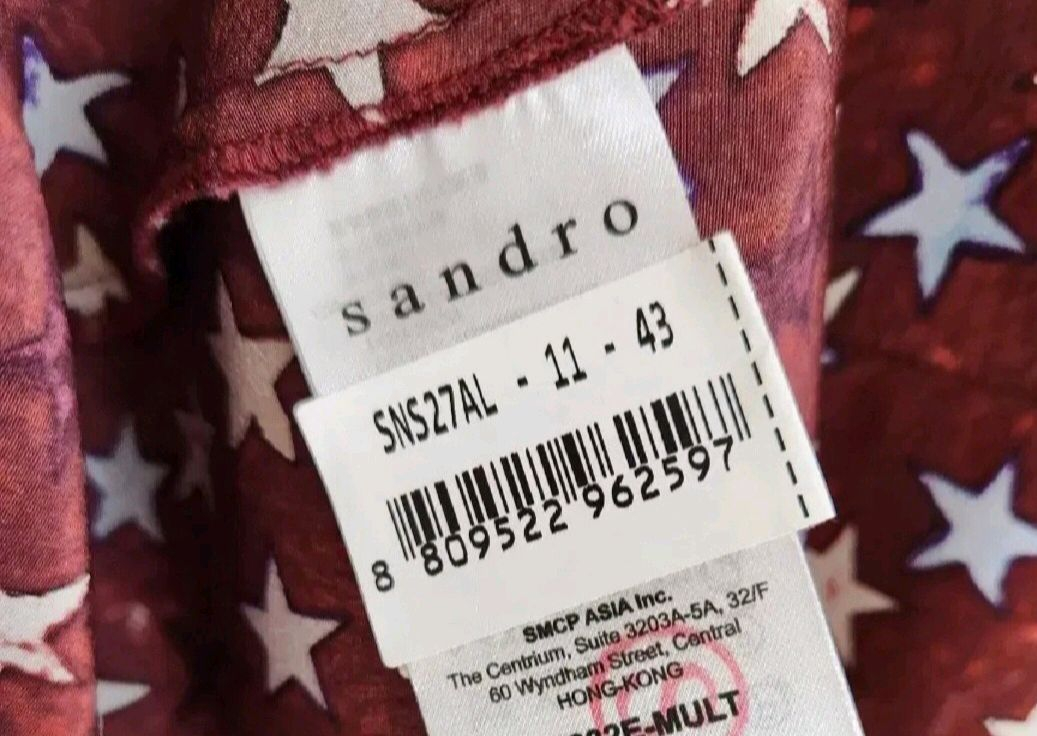 sandro
SNS27AL - 11 - 43
8 809522 962597
SMCP ASIA Inc.
The Centrium, Suite 3203A-5A, 32/F
60 Wyndham Street, Central
HONG-KONG